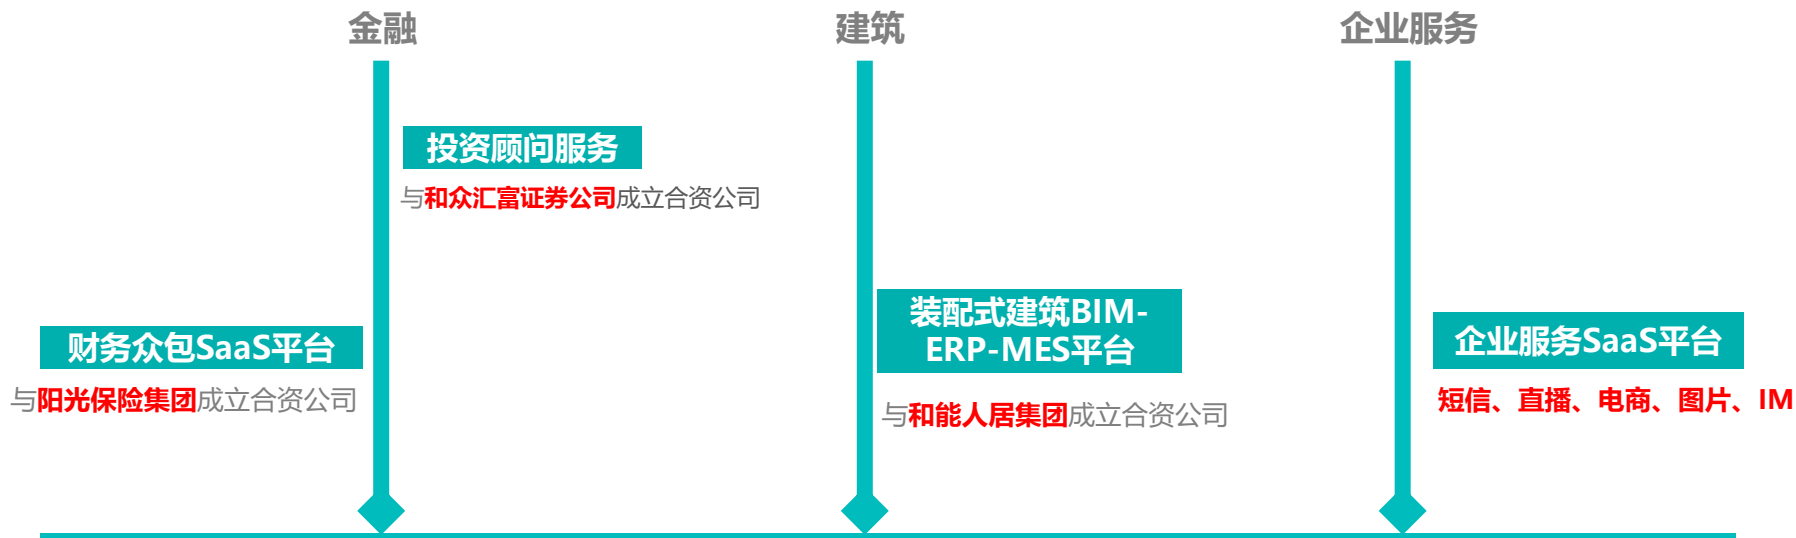 金融
建筑
企业服务
投资顾问服务
与和众汇富证券公司成立合资公司
财务众包SaaS平台
与阳光保险集团成立合资公司
装配式建筑BIM-
ERP-MES平台
与和能人居集团成立合资公司
企业服务SaaS平台
短信、直播、电商、图片、IM